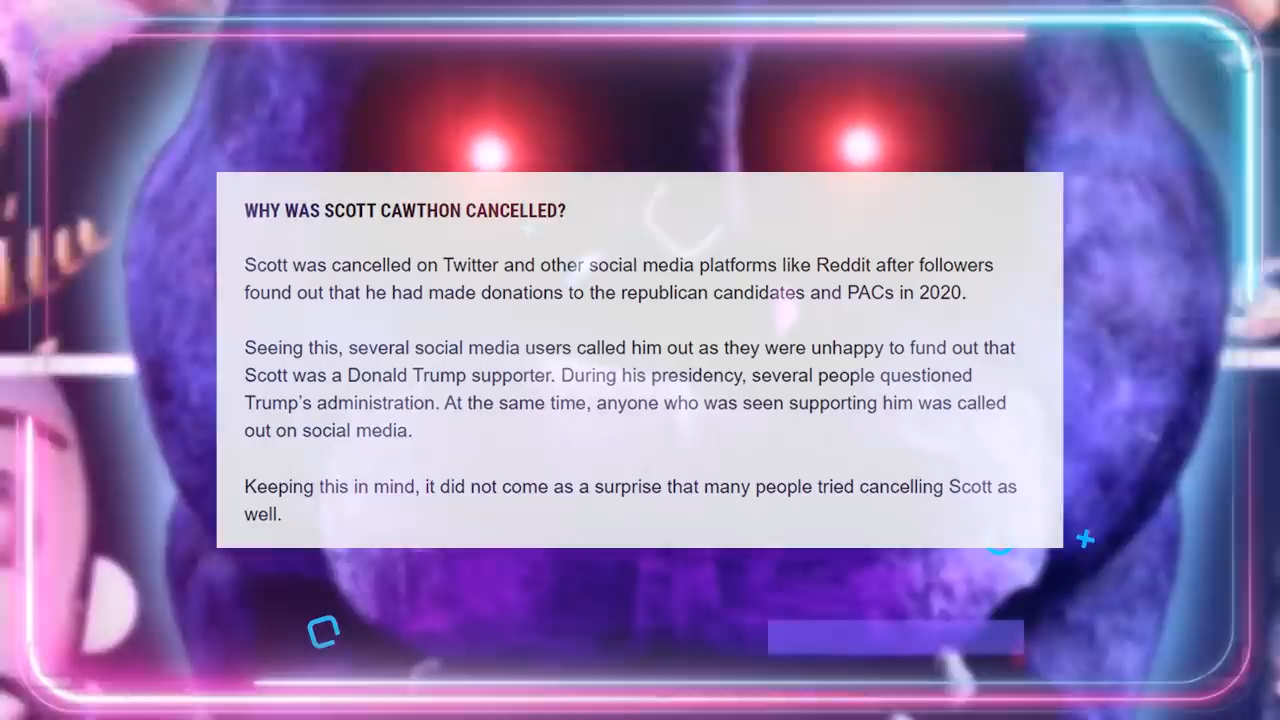 WHY WAS SCOTT CAWTHON CANCELLED?
Scott was cancelled on Twitter and other social media platforms like Reddit after followers
found out that he had made donations to the republican candidates and PACs in 2020.
Seeing this, several social media users called him out as they were unhappy to fund out that
Scott was a Donald Trump supporter. During his presidency, several people questioned
Trump’s administration. At the same time, anyone who was seen supporting him was called
out on social media.
Keeping this in mind, it did not come as a surprise that many people tried cancelling Scott as
well.